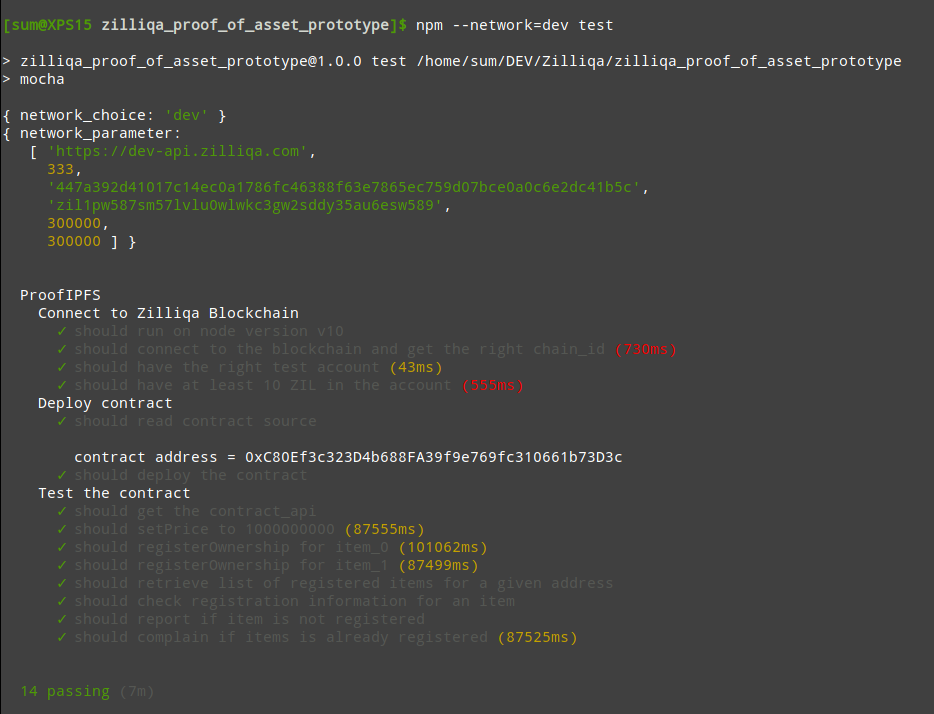 [sum@XPS15 zilliqa_proof_of_asset_prototype]$ npm --network=dev test
> zilliqa_proof_of_asset_prototype@1.0.0 test /home/sum/DEV/Zilliqa/zilliqa_proof_of_asset_prototype
> mocha
{ network_choice: 'dev' }
{ network_parameter:
[ 'https://dev-api.zilliqa.com',
333,
'447a392d41017c14ec0a1786fc46388f63e7865ec759d07bce0a0c6e2dc41b5c',
'zil1pw587sm57lvlu0wlwkc3gw2sddy35au6esw589',
300000,
300000 ] }
ProofIPFS
Connect to Zilliqa Blockchain
✓ should run on node version v10
✓ should connect to the blockchain and get the right chain_id (730ms)
✓ should have the right test account (43ms)
✓ should have at least 10 ZIL in the account (555ms)
Deploy contract
✓ should read contract source
contract address = 0xC80Ef3c323D4b688FA39f9e769fc310661b73D3c
✓ should deploy the contract
Test the contract
✓ should get the contract_api
✓ should setPrice to 1000000000 (87555ms)
✓ should registerOwnership for item_0 (101062ms)
✓ should registerOwnership for item_1 (87499ms)
✓ should retrieve list of registered items for a given address
✓ should check registration information for an item
✓ should report if item is not registered
✓ should complain if items is already registered (87525ms)
14 passing (7m)